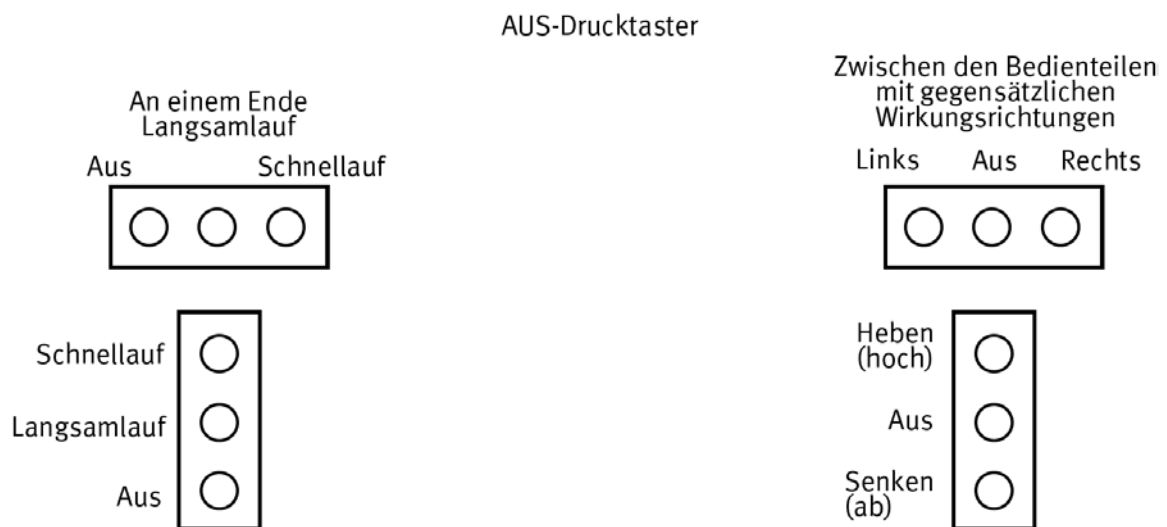 AUS-Drucktaster
An einem Ende
Langsamlauf
Aus Schnellauf
Schnellauf
Langsamlauf
Aus
Zwischen den Bedienteilen
mit gegensätzlichen
Wirkungsrichtungen
Links Aus Rechts
Heben
(hoch)
Aus
Senken
(ab)